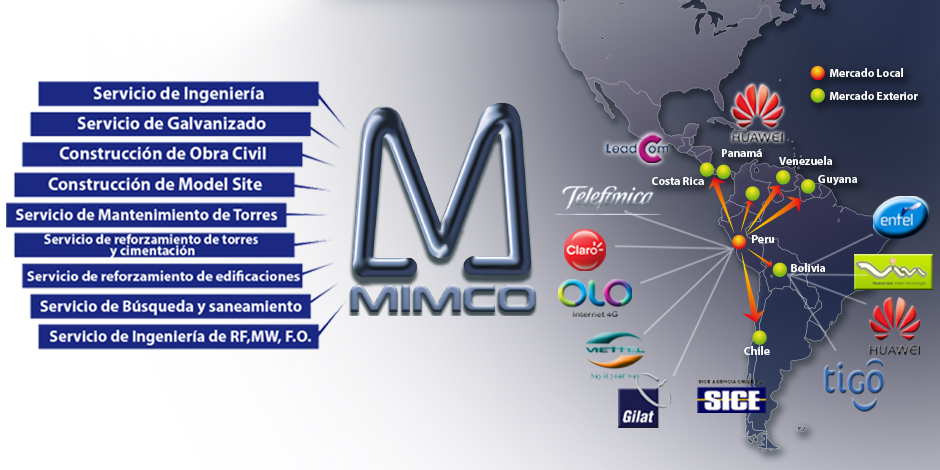 Servicio de Ingeniería
Servicio de Galvanizado
Construcción de Obra Civil
Construcción de Model Site
Servicio de Mantenimiento de Torres
Servicio de reforzamiento de torres
y cimentación
Servicio de reforzamiento de edificaciones
Servicio de Búsqueda y saneamiento
Servicio de Ingeniería de RF,MW, F.O.
MIMCO
Mercado Local
Mercado Exterior
HUAWEI
LeadCom
Panamá
Costa Rica
Venezuela
Guyana
Telefónica
Peru
Bolivia
Chile
Claro
OLO
internet 4G
VIETTEL
Say it your way
Gilat
SICE
entel
VIVA
HUAWEI
tigo